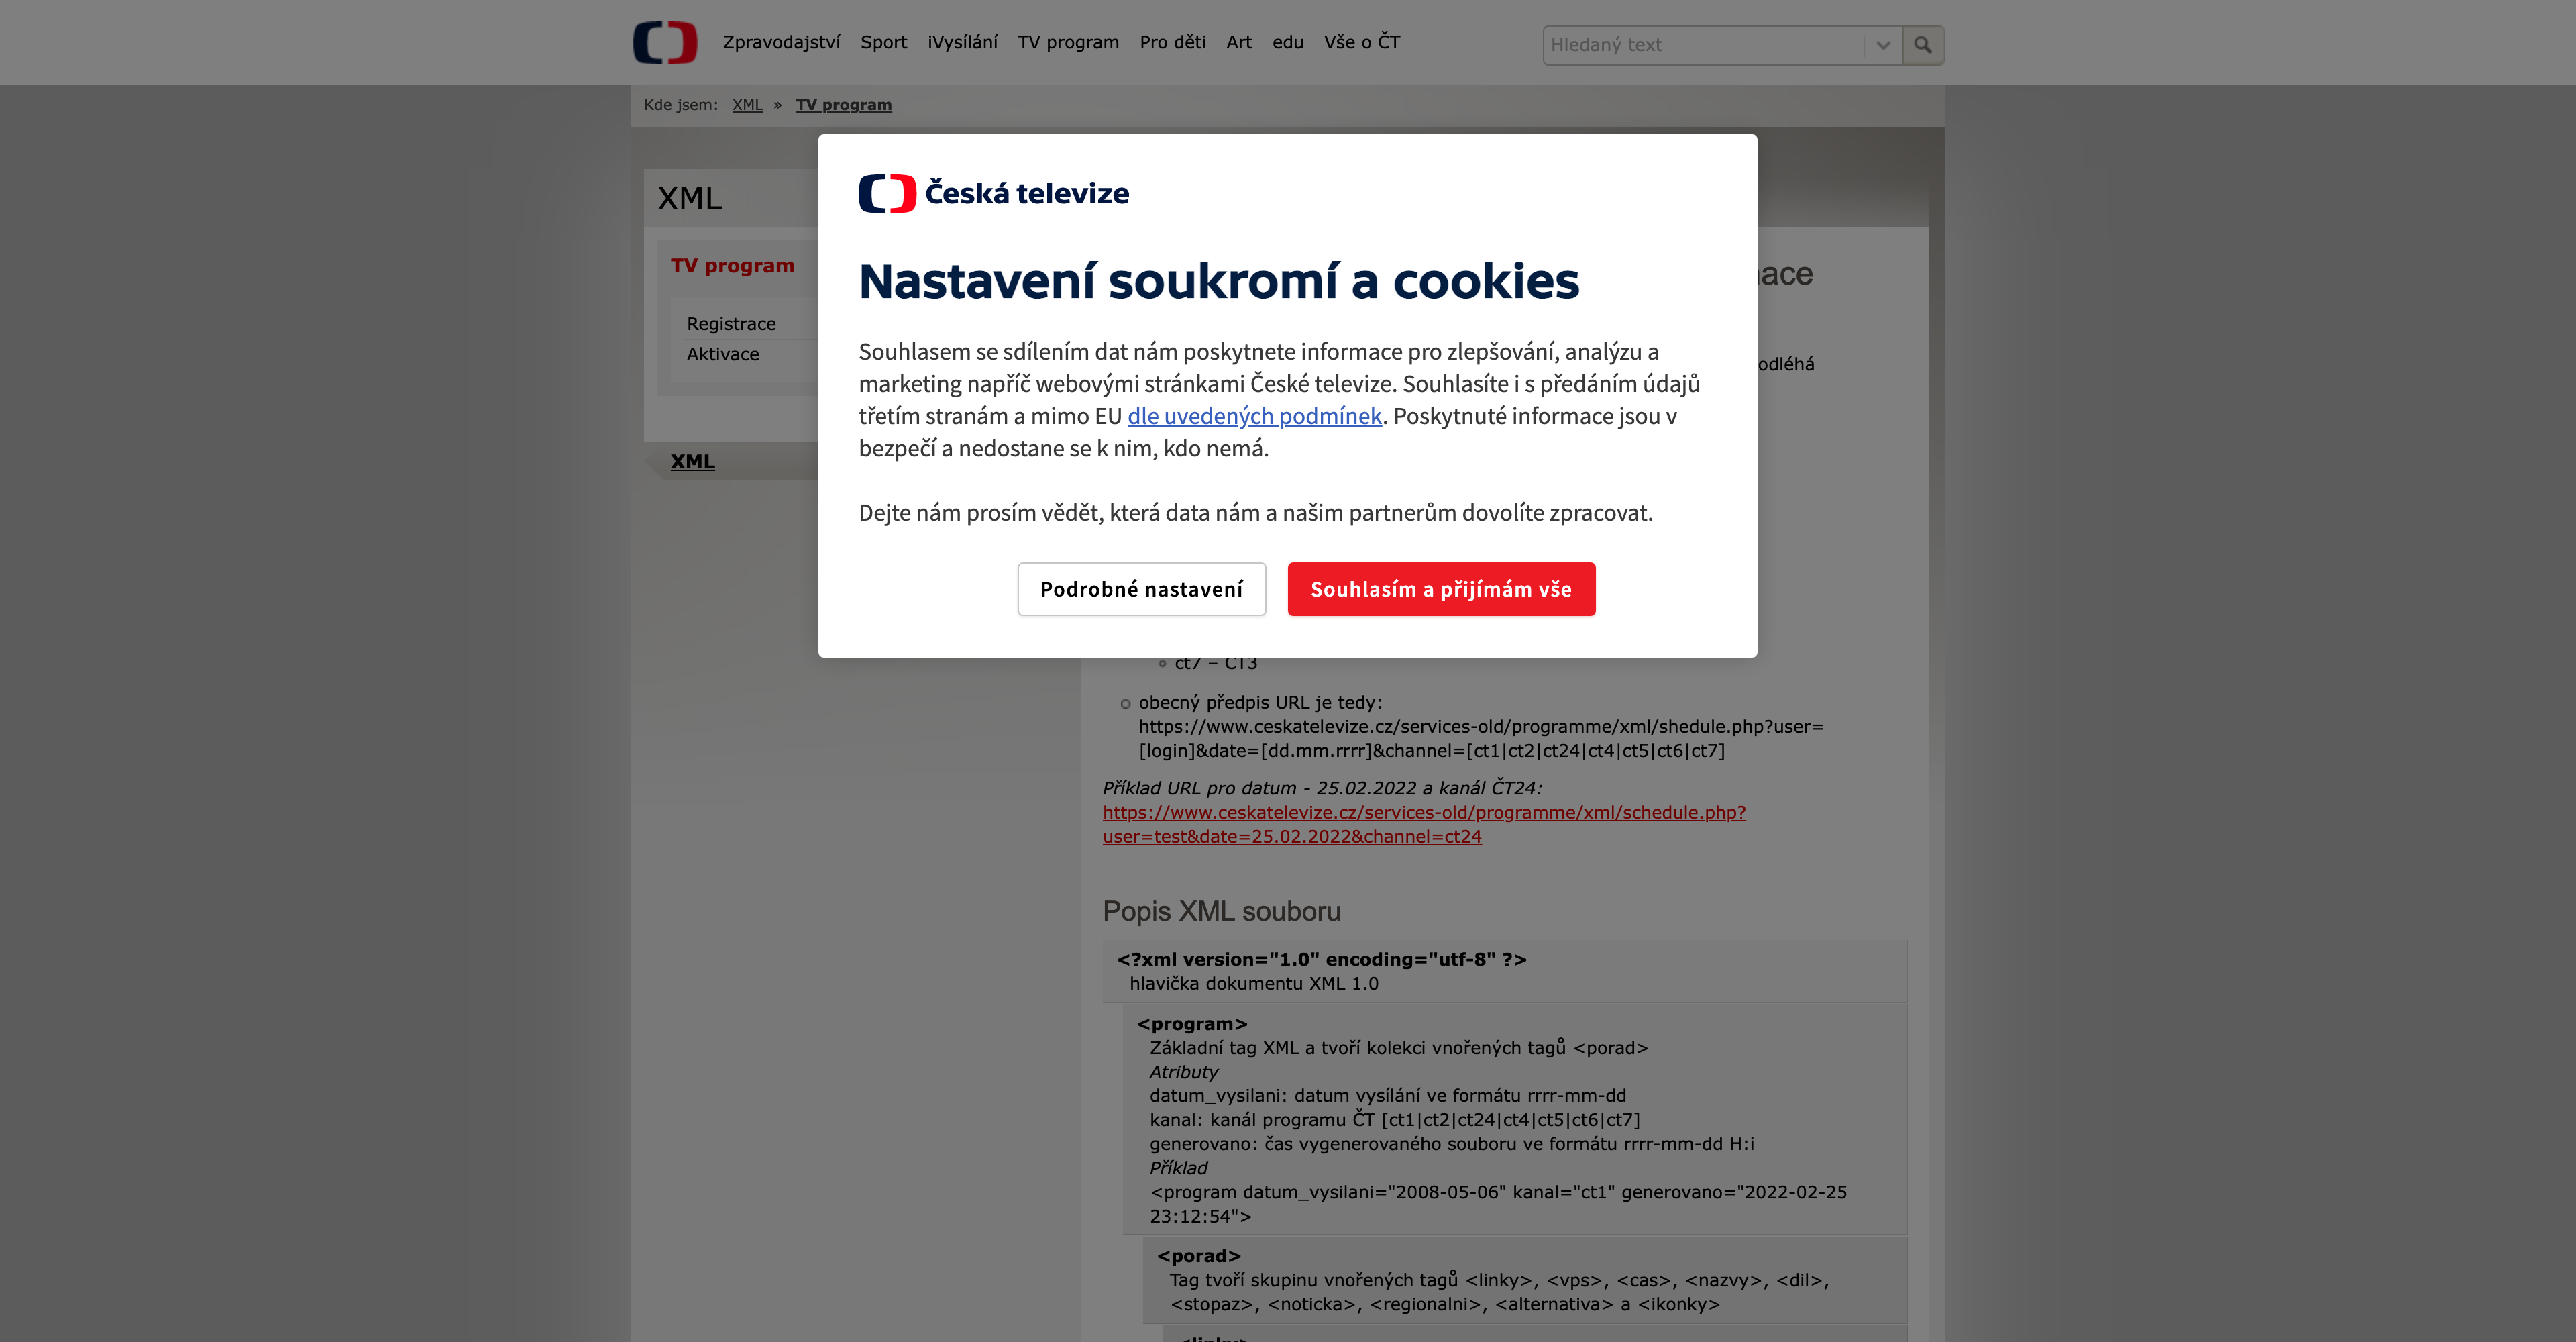 Zpravodajství Sport iVysílání TV program Pro děti Art edu Vše o ČT
Hledaný text
Kde jsem: XML » TV program
XML
TV program
Registrace
Aktivace
XML
Česká televize
Nastavení soukromí a cookies
Souhlasem se sdílením dat nám poskytnete informace pro zlepšování, analýzu a
marketing napříč webovými stránkami České televize. Souhlasíte i s předáním údajů
třetím stranám a mimo EU dle uvedených podmínek. Poskytnuté informace jsou v
bezpečí a nedostane se k nim, kdo nemá.
Dejte nám prosím vědět, která data nám a našim partnerům dovolíte zpracovat.
Podrobné nastavení
Souhlasím a přijímám vše
ct7 – CT3
obecný předpis URL je tedy:
https://www.ceskatelevize.cz/services-old/programme/xml/shedule.php?user=
[login]&date=[dd.mm.rrrr]&channel=[ct1|ct2|ct24|ct4|ct5|ct6|ct7]
Příklad URL pro datum - 25.02.2022 a kanál ČT24:
https://www.ceskatelevize.cz/services-old/programme/xml/schedule.php?
user=test&date=25.02.2022&channel=ct24
Popis XML souboru
<?xml version="1.0" encoding="utf-8" ?>
hlavička dokumentu XML 1.0
<program>
Základní tag XML a tvoří kolekci vnořených tagů <porad>
Atributy
datum_vysilani: datum vysílání ve formátu rrrr-mm-dd
kanal: kanál programu ČT [ct1|ct2|ct24|ct4|ct5|ct6|ct7]
generovano: čas vygenerovaného souboru ve formátu rrrr-mm-dd H:i
Příklad
<program datum_vysilani="2008-05-06" kanal="ct1" generovano="2022-02-25
23:12:54">
<porad>
Tag tvoří skupinu vnořených tagů <linky>, <vps>, <cas>, <nazvy>, <dil>,
<stopaz>, <noticka>, <regionalni>, <alternativa> a <ikonky>